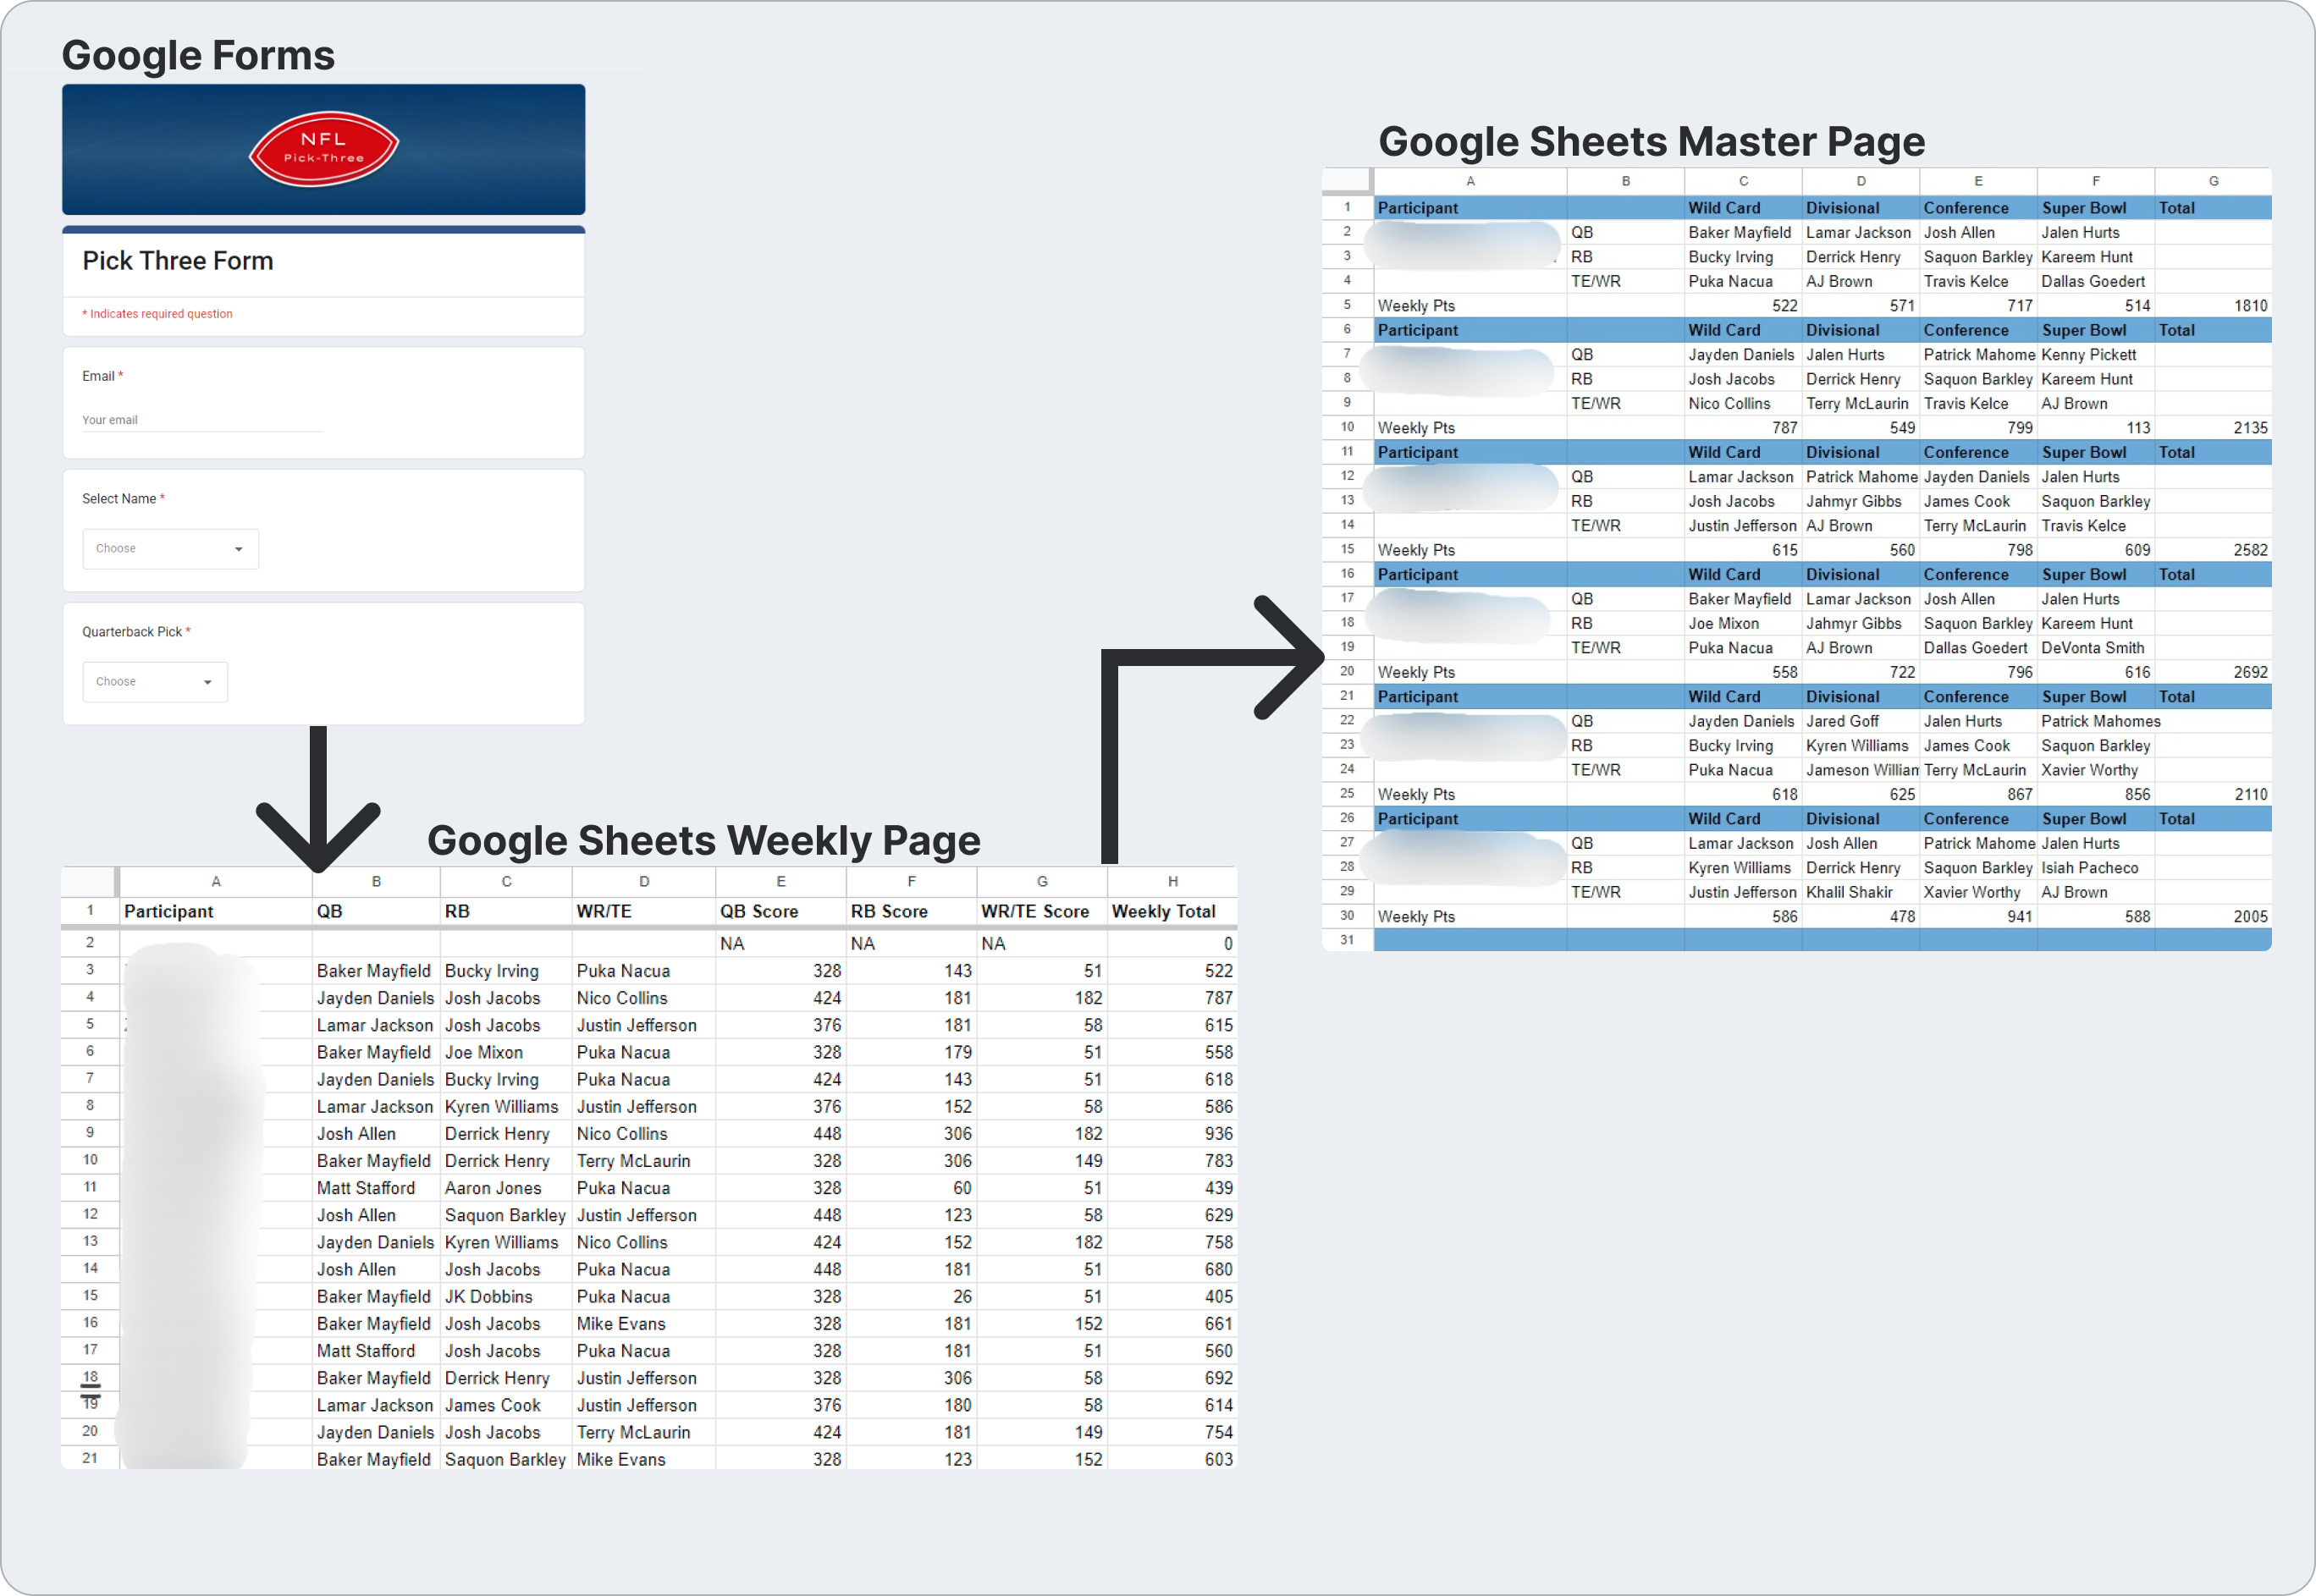 Google Forms
NFL
Pick-Three
Pick Three Form
* Indicates required question
Email *
Your email
Select Name *
Choose
Quarterback Pick *
Choose
Google Sheets Weekly Page
A B C D E F G H
1 Participant QB RB WR/TE QB Score RB Score WR/TE Score Weekly Total
2 NA NA NA 0
3 Baker Mayfield Bucky Irving Puka Nacua 328 143 51 522
4 Jayden Daniels Josh Jacobs Nico Collins 424 181 182 787
5 Lamar Jackson Josh Jacobs Justin Jefferson 376 181 58 615
6 Baker Mayfield Joe Mixon Puka Nacua 328 179 51 558
7 Jayden Daniels Bucky Irving Puka Nacua 424 143 51 618
8 Lamar Jackson Kyren Williams Justin Jefferson 376 152 58 586
9 Josh Allen Derrick Henry Nico Collins 448 306 182 936
10 Baker Mayfield Derrick Henry Terry McLaurin 328 306 149 783
11 Matt Stafford Aaron Jones Puka Nacua 328 60 51 439
12 Josh Allen Saquon Barkley Justin Jefferson 448 123 58 629
13 Jayden Daniels Kyren Williams Nico Collins 424 152 182 758
14 Josh Allen Josh Jacobs Puka Nacua 448 181 51 680
15 Baker Mayfield JK Dobbins Puka Nacua 328 26 51 405
16 Baker Mayfield Josh Jacobs Mike Evans 328 181 152 661
17 Matt Stafford Josh Jacobs Puka Nacua 328 181 51 560
18 Baker Mayfield Derrick Henry Justin Jefferson 328 306 58 692
19 Lamar Jackson James Cook Justin Jefferson 376 180 58 614
20 Jayden Daniels Josh Jacobs Terry McLaurin 424 181 149 754
21 Baker Mayfield Saquon Barkley Mike Evans 328 123 152 603
Google Sheets Master Page
A B C D E F G
1 Participant Wild Card Divisional Conference Super Bowl Total
2 QB Baker Mayfield Lamar Jackson Josh Allen Jalen Hurts
3 RB Bucky Irving Derrick Henry Saquon Barkley Kareem Hunt
4 TE/WR Puka Nacua AJ Brown Travis Kelce Dallas Goedert
5 Weekly Pts 522 571 717 514 1810
6 Participant Wild Card Divisional Conference Super Bowl Total
7 QB Jayden Daniels Jalen Hurts Patrick Mahome Kenny Pickett
8 RB Josh Jacobs Derrick Henry Saquon Barkley Kareem Hunt
9 TE/WR Nico Collins Terry McLaurin Travis Kelce AJ Brown
10 Weekly Pts 787 549 799 113 2135
11 Participant Wild Card Divisional Conference Super Bowl Total
12 QB Lamar Jackson Patrick Mahome Jayden Daniels Jalen Hurts
13 RB Josh Jacobs Jahmyr Gibbs James Cook Saquon Barkley
14 TE/WR Justin Jefferson AJ Brown Terry McLaurin Travis Kelce
15 Weekly Pts 615 560 798 609 2582
16 Participant Wild Card Divisional Conference Super Bowl Total
17 QB Baker Mayfield Lamar Jackson Josh Allen Jalen Hurts
18 RB Joe Mixon Jahmyr Gibbs Saquon Barkley Kareem Hunt
19 TE/WR Puka Nacua AJ Brown Dallas Goedert DeVonta Smith
20 Weekly Pts 558 722 796 616 2692
21 Participant Wild Card Divisional Conference Super Bowl Total
22 QB Jayden Daniels Jared Goff Jalen Hurts Patrick Mahomes
23 RB Bucky Irving Kyren Williams James Cook Saquon Barkley
24 TE/WR Puka Nacua Jameson William Terry McLaurin Xavier Worthy
25 Weekly Pts 618 625 867 856 2110
26 Participant Wild Card Divisional Conference Super Bowl Total
27 QB Lamar Jackson Josh Allen Patrick Mahome Jalen Hurts
28 RB Kyren Williams Derrick Henry Saquon Barkley Isiah Pacheco
29 TE/WR Justin Jefferson Khalil Shakir Xavier Worthy AJ Brown
30 Weekly Pts 586 478 941 588 2005
31